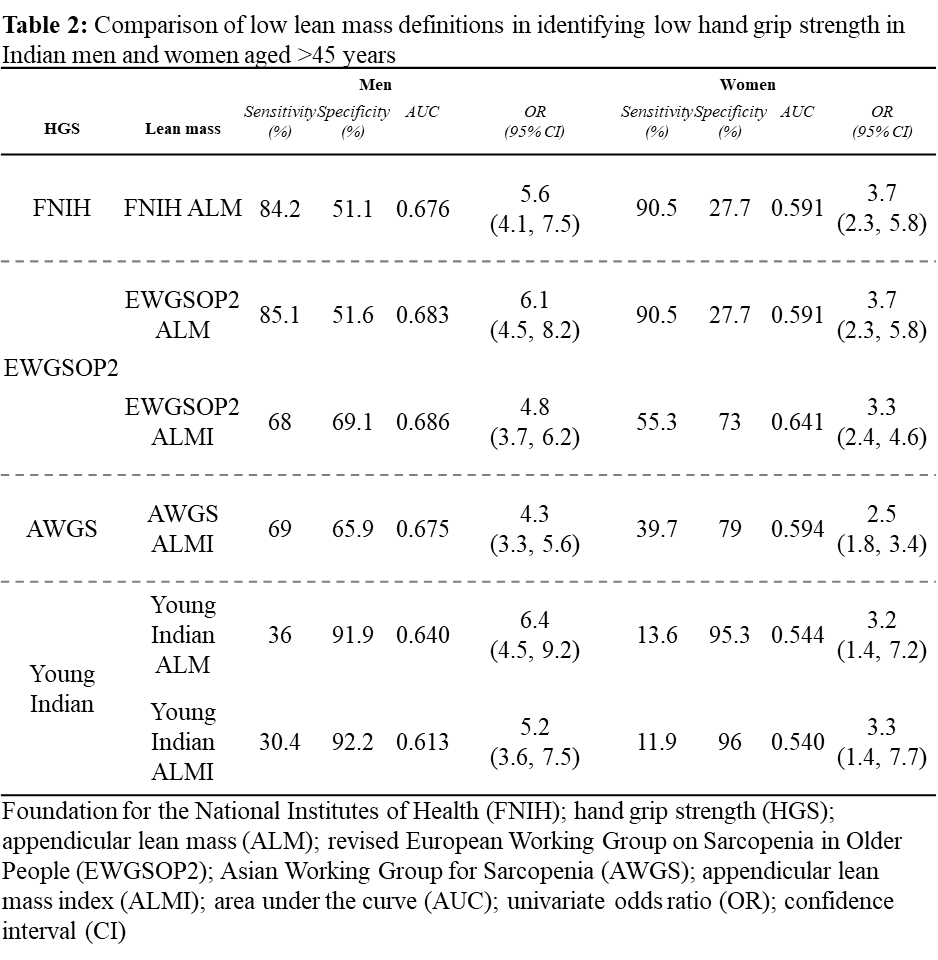 Table 2: Comparison of low lean mass definitions in identifying low hand grip strength in
Indian men and women aged >45 years
Men Women
HGS Lean mass Sensitivity (%) Specificity (%) AUC OR (95% CI) Sensitivity (%) Specificity (%) AUC OR (95% CI)
FNIH FNIH ALM 84.2 51.1 0.676 5.6 (4.1, 7.5) 90.5 27.7 0.591 3.7 (2.3, 5.8)
EWGSOP2 EWGSOP2 ALM 85.1 51.6 0.683 6.1 (4.5, 8.2) 90.5 27.7 0.591 3.7 (2.3, 5.8)
EWGSOP2 ALMI 68 69.1 0.686 4.8 (3.7, 6.2) 55.3 73 0.641 3.3 (2.4, 4.6)
AWGS AWGS ALMI 69 65.9 0.675 4.3 (3.3, 5.6) 39.7 79 0.594 2.5 (1.8, 3.4)
Young Indian Young Indian ALM 36 91.9 0.640 6.4 (4.5, 9.2) 13.6 95.3 0.544 3.2 (1.4, 7.2)
Young Indian ALMI 30.4 92.2 0.613 5.2 (3.6, 7.5) 11.9 96 0.540 3.3 (1.4, 7.7)
Foundation for the National Institutes of Health (FNIH); hand grip strength (HGS);
appendicular lean mass (ALM); revised European Working Group on Sarcopenia in Older
People (EWGSOP2); Asian Working Group for Sarcopenia (AWGS); appendicular lean
mass index (ALMI); area under the curve (AUC); univariate odds ratio (OR); confidence
interval (CI)